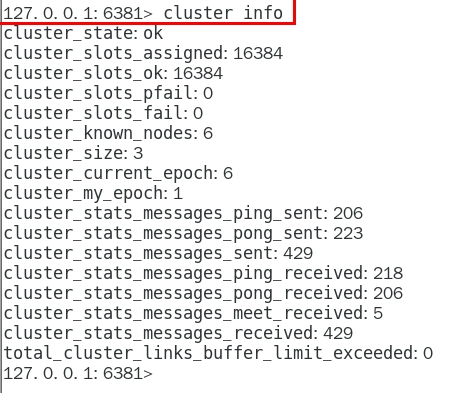 127.0.0.1:6381> cluster info
cluster_state:ok
cluster_slots_assigned:16384
cluster_slots_ok:16384
cluster_slots_pfail:0
cluster_slots_fail:0
cluster_known_nodes:6
cluster_size:3
cluster_current_epoch:6
cluster_my_epoch:1
cluster_stats_messages_ping_sent:206
cluster_stats_messages_pong_sent:223
cluster_stats_messages_sent:429
cluster_stats_messages_ping_received:218
cluster_stats_messages_pong_received:206
cluster_stats_messages_meet_received:5
cluster_stats_messages_received:429
total_cluster_links_buffer_limit_exceeded:0
127.0.0.1:6381>